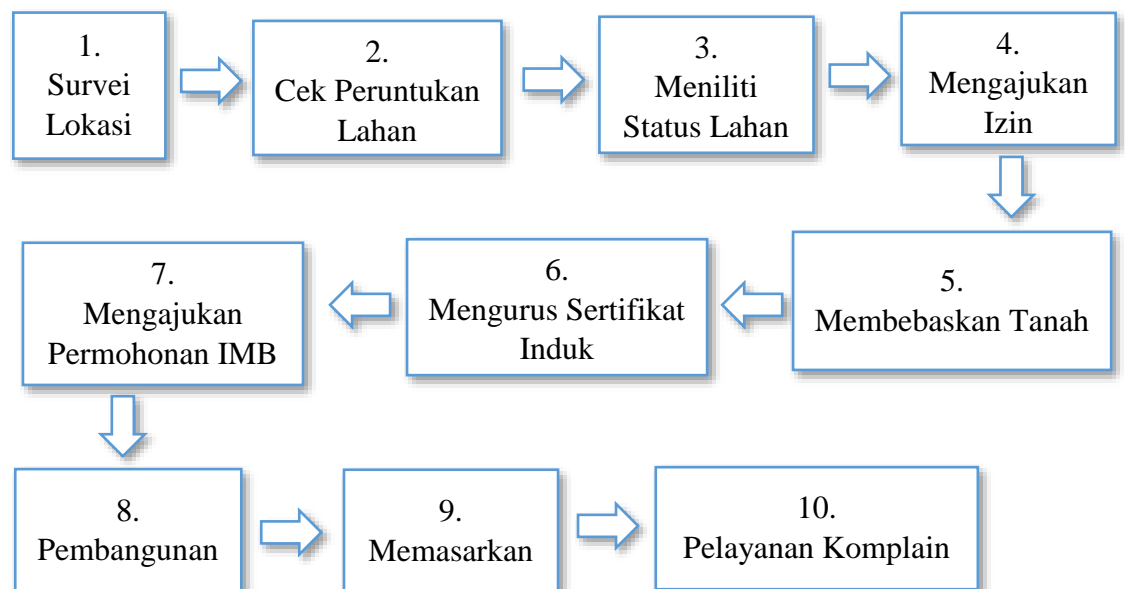 1.
Survei
Lokasi
2.
Cek Peruntukan
Lahan
3.
Meniliti
Status Lahan
4.
Mengajukan
Izin
5.
Membebaskan Tanah
6.
Mengurus Sertifikat
Induk
7.
Mengajukan
Permohonan IMB
8.
Pembangunan
9.
Memasarkan
10.
Pelayanan Komplain